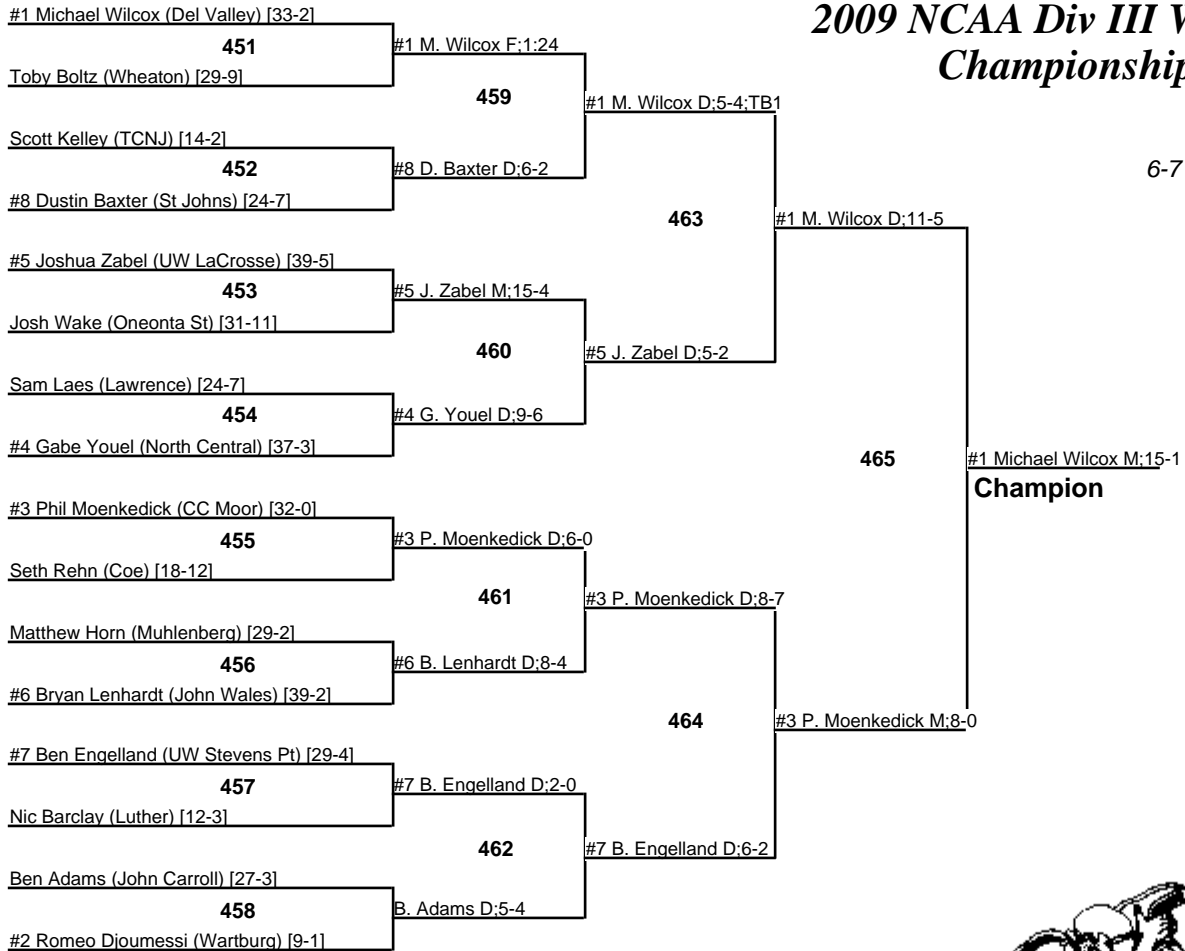 2009 NCAA Div III
Championship
6-7
#1 Michael Wilcox (Del Valley) [33-2]
451
Toby Boltz (Wheaton) [29-9]
Scott Kelley (TCNJ) [14-2]
452
#8 Dustin Baxter (St Johns) [24-7]
#5 Joshua Zabel (UW LaCrosse) [39-5]
453
Josh Wake (Oneonta St) [31-11]
Sam Laes (Lawrence) [24-7]
454
#4 Gabe Youel (North Central) [37-3]
#3 Phil Moenkedick (CC Moor) [32-0]
455
Seth Rehn (Coe) [18-12]
Matthew Horn (Muhlenberg) [29-2]
456
#6 Bryan Lenhardt (John Wales) [39-2]
#7 Ben Engelland (UW Stevens Pt) [29-4]
457
Nic Barclay (Luther) [12-3]
Ben Adams (John Carroll) [27-3]
458
#2 Romeo Djoumessi (Wartburg) [9-1]
#1 M. Wilcox F;1:24
459
#8 D. Baxter D;6-2
#5 J. Zabel M;15-4
460
#4 G. Youel D;9-6
#3 P. Moenkedick D;6-0
461
#6 B. Lenhardt D;8-4
#7 B. Engelland D;2-0
462
B. Adams D;5-4
#1 M. Wilcox D;5-4;TB1
463
#5 J. Zabel D;5-2
#3 P. Moenkedick D;8-7
464
#7 B. Engelland D;6-2
#1 M. Wilcox D;11-5
465
#3 P. Moenkedick M;8-0
#1 Michael Wilcox M;15-1
Champion